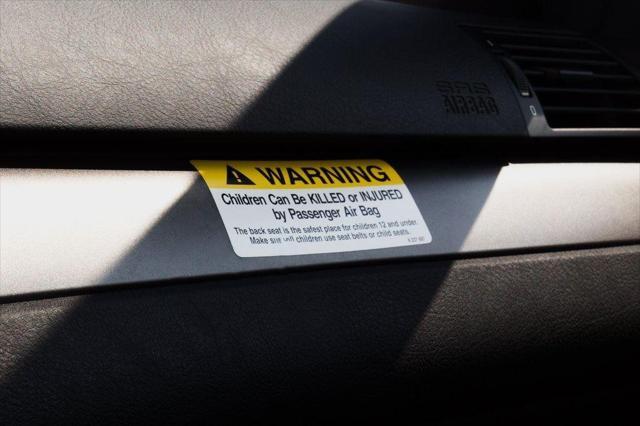 SRS
AIRBAG
WARNING
Children Can Be KILLED or INJURED
by Passenger Air Bag
The back seat is the safest place for children 12 and under.
Make sure all children use seat belts or child seats.